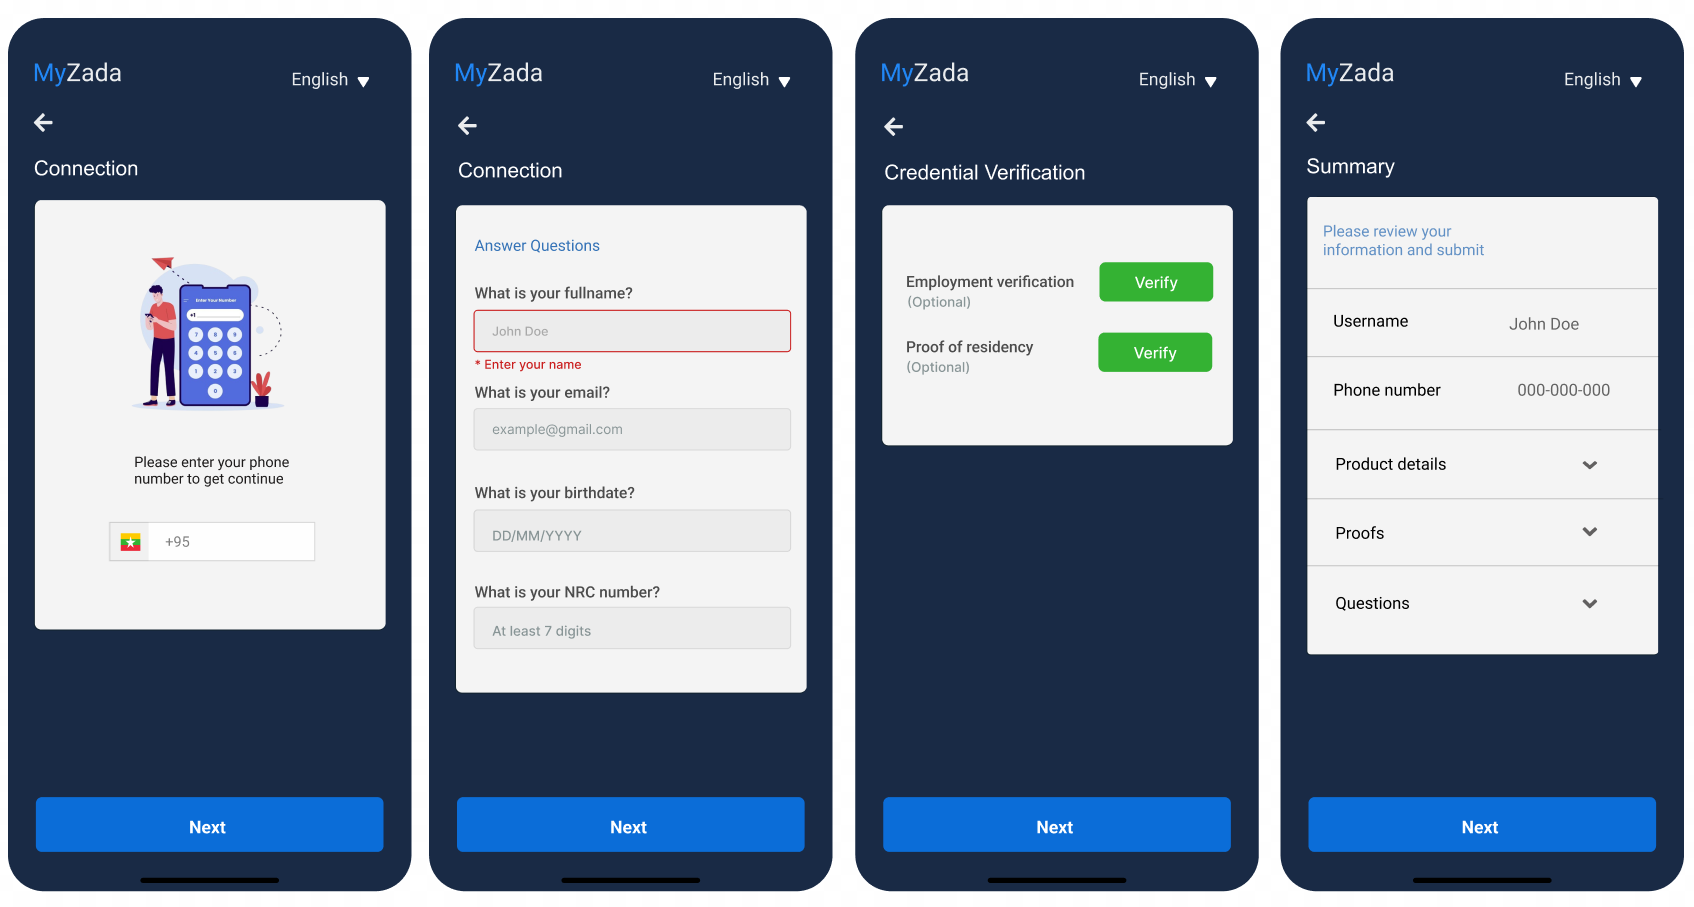 MyZada
English
Connection
Enter Your Number
+1
7 8 9
4 5 6
1 2 3
0
Please enter your phone
number to get continue
+95
Next
MyZada
English
Connection
Answer Questions
What is your fullname?
John Doe
* Enter your name
What is your email?
example@gmail.com
What is your birthdate?
DD/MM/YYYY
What is your NRC number?
At least 7 digits
Next
MyZada
English
Credential Verification
Employment verification
(Optional)
Verify
Proof of residency
(Optional)
Verify
Next
MyZada
English
Summary
Please review your
information and submit
Username
John Doe
Phone number
000-000-000
Product details
Proofs
Questions
Next